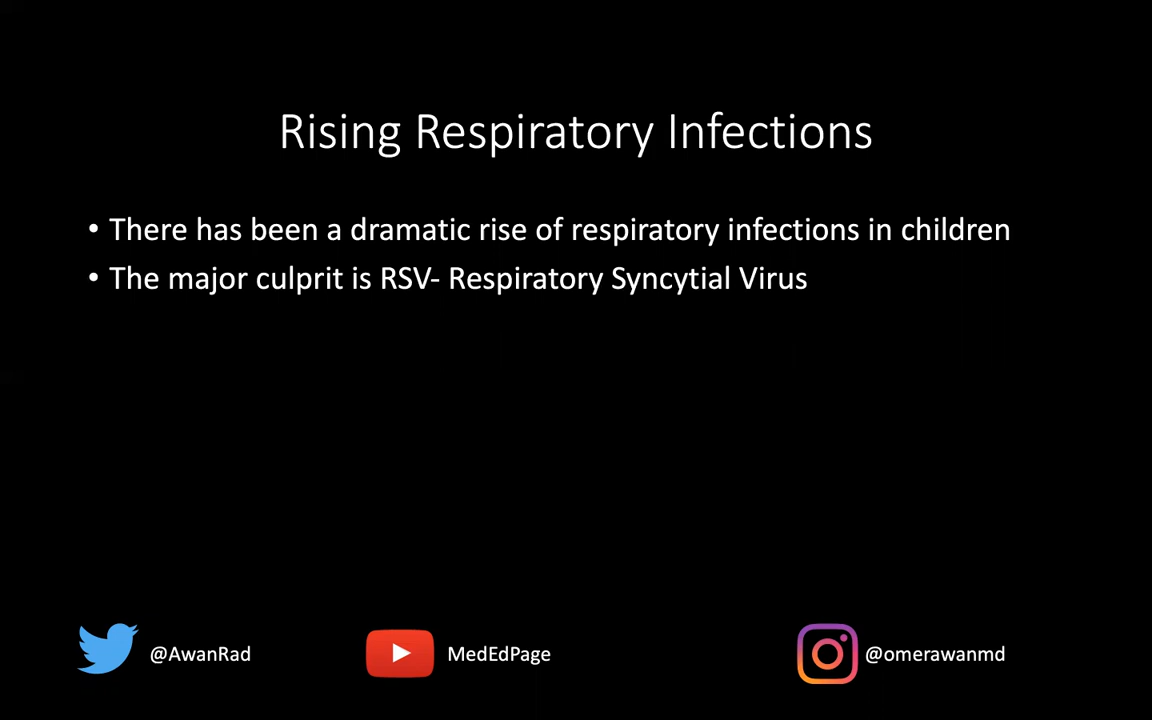 Rising Respiratory Infections
• There has been a dramatic rise of respiratory infections in children
• The major culprit is RSV- Respiratory Syncytial Virus
@AwanRad
MedEdPage
@omerawanmd